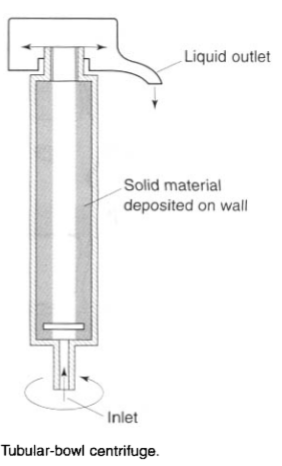 Liquid outlet
Solid material
deposited on wall
Inlet
Tubular-bowl centrifuge.